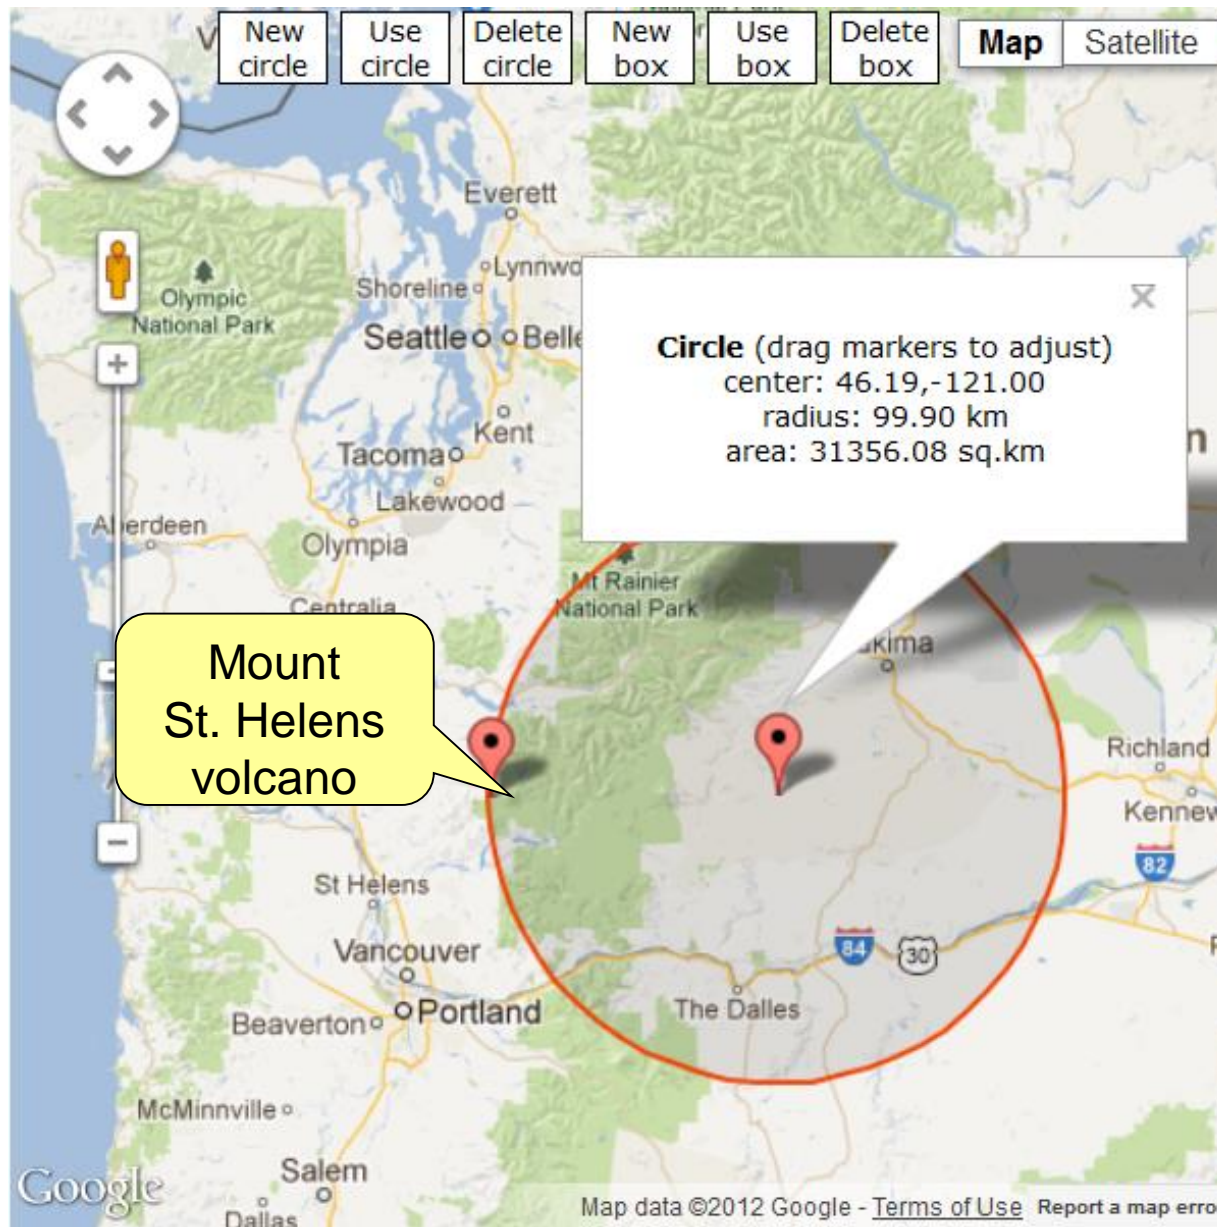 New circle
Use circle
Delete circle
New box
Use box
Delete box
Map
Satellite
Everett
Olympic
National Park
Shoreline
Seattle
Circle (drag markers to adjust)
center: 46.19,-121.00
radius: 99.90 km
area: 31356.08 sq.km
Kent
Tacoma
Lakewood
Aberdeen
Olympia
Mt Rainier
National Park
Centralia
Mount
St. Helens
volcano
Richland
82
St Helens
Vancouver
84
30
The Dalles
Portland
Beaverton
McMinnville
Salem
Dallas
Google
Map data ©2012 Google - Terms of Use
Report a map erro